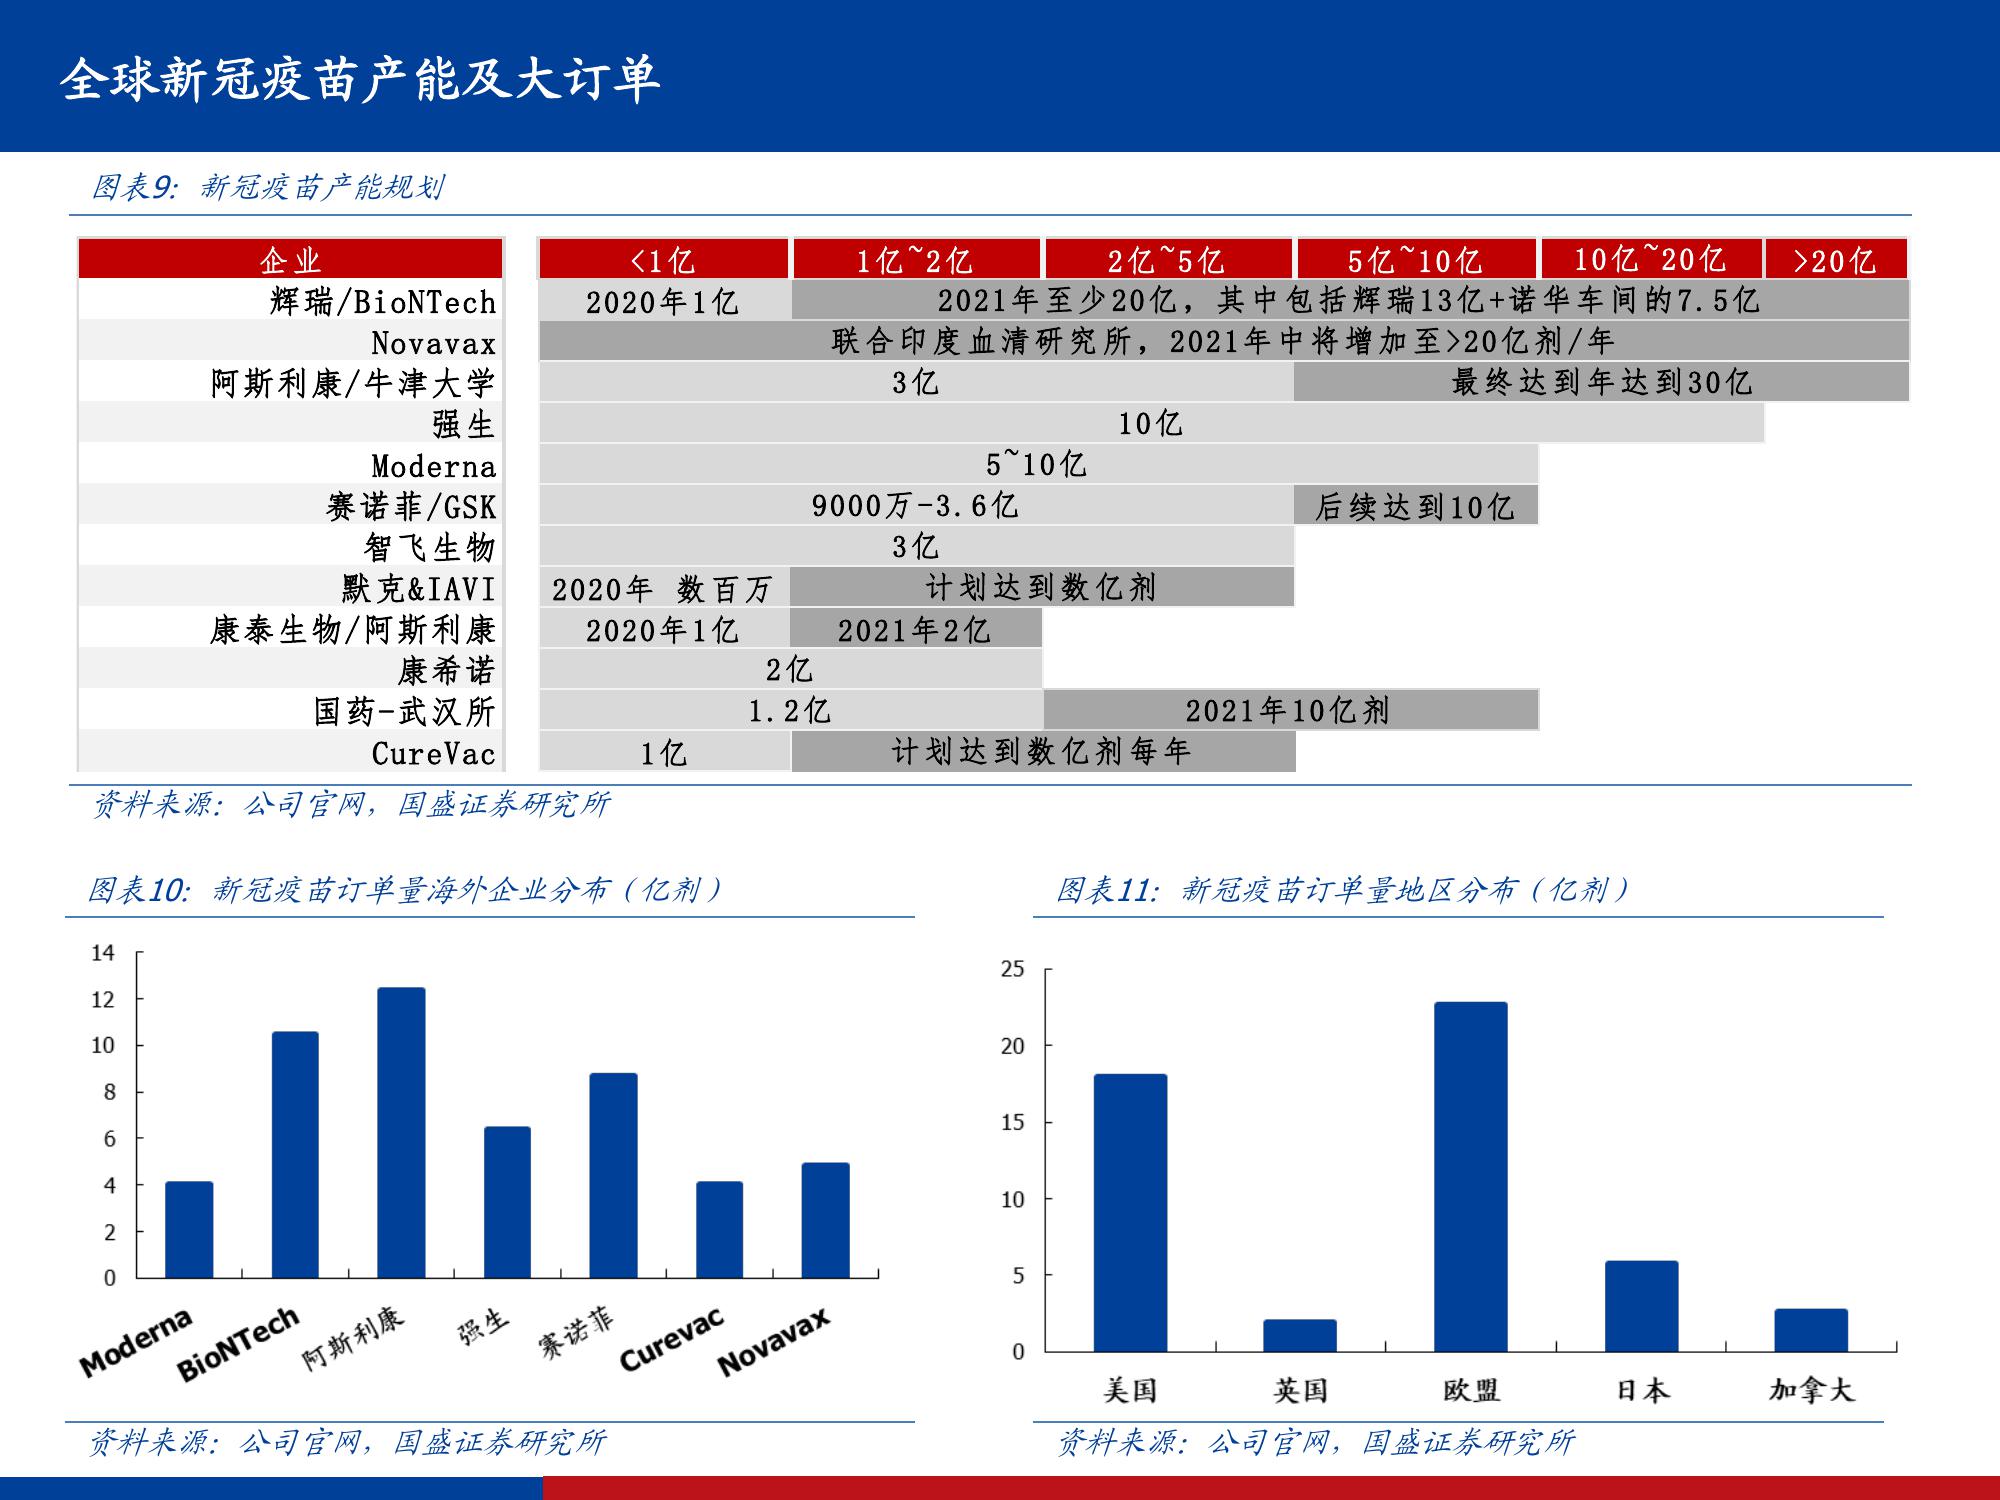 全球新冠疫苗产能及大订单
图表9: 新冠疫苗产能规划
企业 <1亿 1亿~2亿 2亿~5亿 5亿~10亿 10亿~20亿 >20亿
辉瑞/BioNTech 2020年1亿 2021年至少20亿，其中包括辉瑞13亿+诺华车间的7.5亿
Novavax 联合印度血清研究所，2021年中将增加至>20亿剂/年
阿斯利康/牛津大学 3亿 最终达到年达到30亿
强生 10亿
Moderna 5~10亿
赛诺菲/GSK 9000万-3.6亿 后续达到10亿
智飞生物 3亿
默克&IAVI 2020年 数百万 计划达到数亿剂
康泰生物/阿斯利康 2020年1亿 2021年2亿
康希诺 2亿
国药-武汉所 1.2亿 2021年10亿剂
CureVac 1亿 计划达到数亿剂每年
资料来源：公司官网，国盛证券研究所
图表10: 新冠疫苗订单量海外企业分布（亿剂）
14
12
10
8
6
4
2
0
Moderna BioNTech 阿斯利康 强生 赛诺菲 Curevac Novavax
资料来源：公司官网，国盛证券研究所
图表11: 新冠疫苗订单量地区分布（亿剂）
25
20
15
10
5
0
美国 英国 欧盟 日本 加拿大
资料来源：公司官网，国盛证券研究所